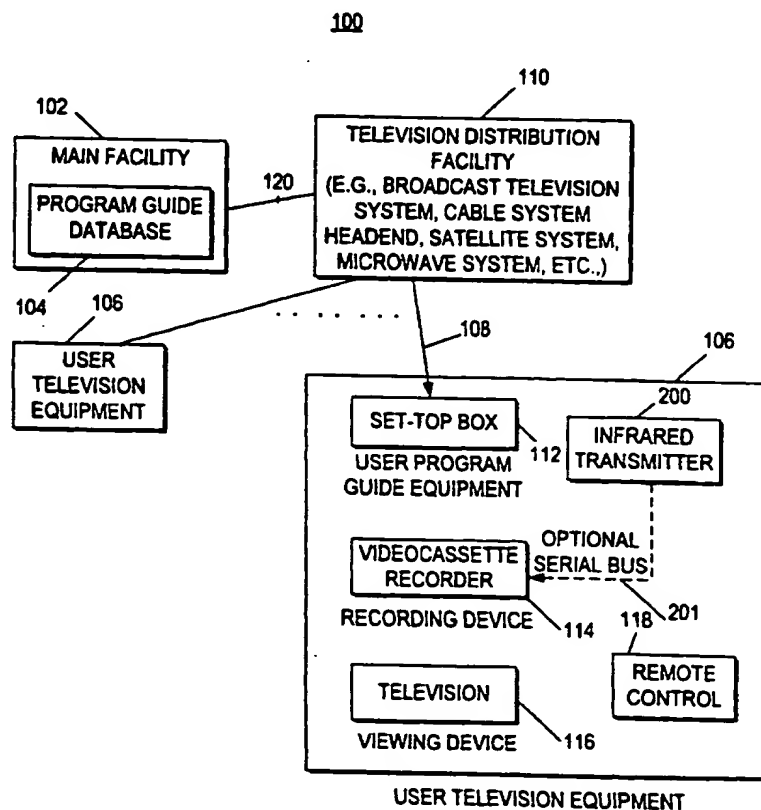 100
102
MAIN FACILITY
PROGRAM GUIDE
DATABASE
104
120
110
TELEVISION DISTRIBUTION
FACILITY
(E.G., BROADCAST TELEVISION
SYSTEM, CABLE SYSTEM
HEADEND, SATELLITE SYSTEM,
MICROWAVE SYSTEM, ETC.,)
106
USER
TELEVISION
EQUIPMENT
108
106
SET-TOP BOX
112
USER PROGRAM
GUIDE EQUIPMENT
200
INFRARED
TRANSMITTER
OPTIONAL
SERIAL BUS
201
VIDEOCASSETTE
RECORDER
RECORDING DEVICE
114
118
REMOTE
CONTROL
TELEVISION
VIEWING DEVICE
116
USER TELEVISION EQUIPMENT